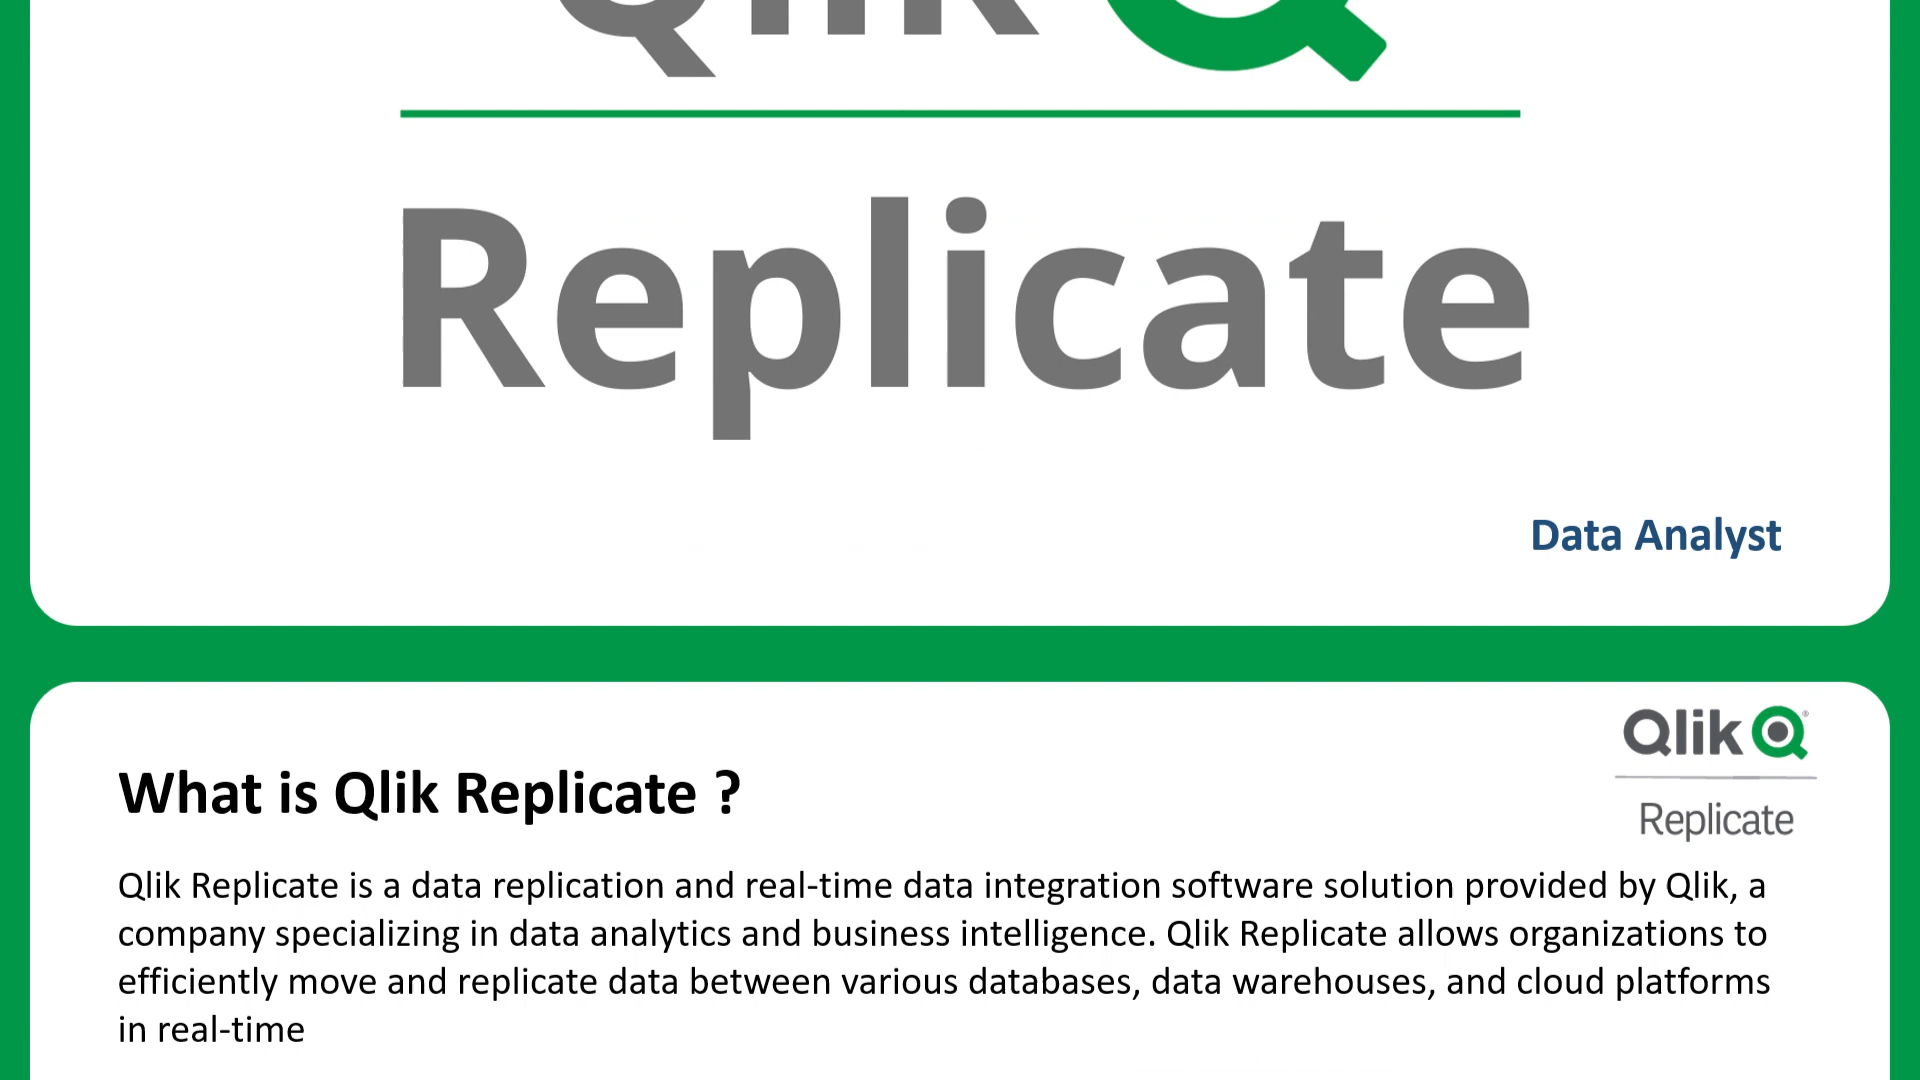 Qlik
Replicate
Data Analyst
Qlik
Replicate
What is Qlik Replicate ?
Qlik Replicate is a data replication and real-time data integration software solution provided by Qlik, a
company specializing in data analytics and business intelligence. Qlik Replicate allows organizations to
efficiently move and replicate data between various databases, data warehouses, and cloud platforms
in real-time